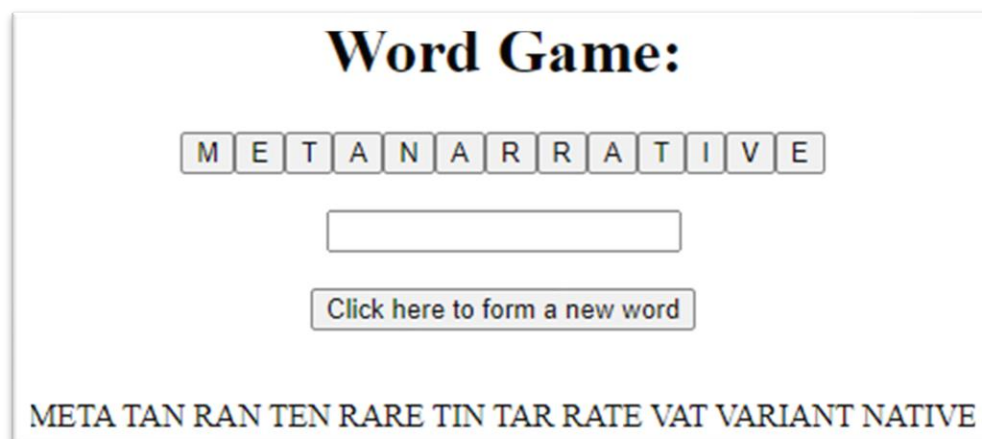 Word Game:
M E T A N A R R A T I V E
Click here to form a new word
META TAN RAN TEN RARE TIN TAR RATE VAT VARIANT NATIVE